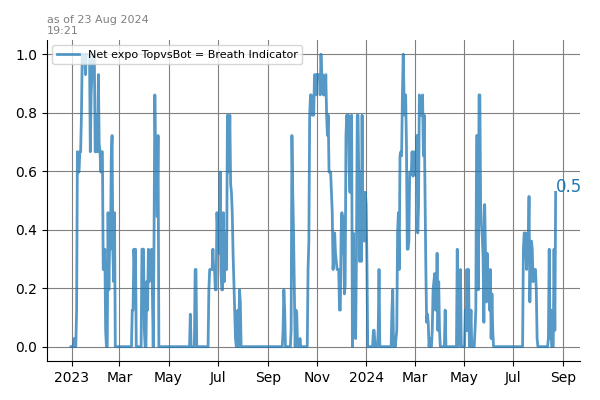 as of 23 Aug 2024
19:21
Net expo TopvsBot = Breath Indicator
1.0
0.8
0.6
0.4
0.2
0.0
0.5
2023 Mar May Jul Sep Nov 2024 Mar May Jul Sep